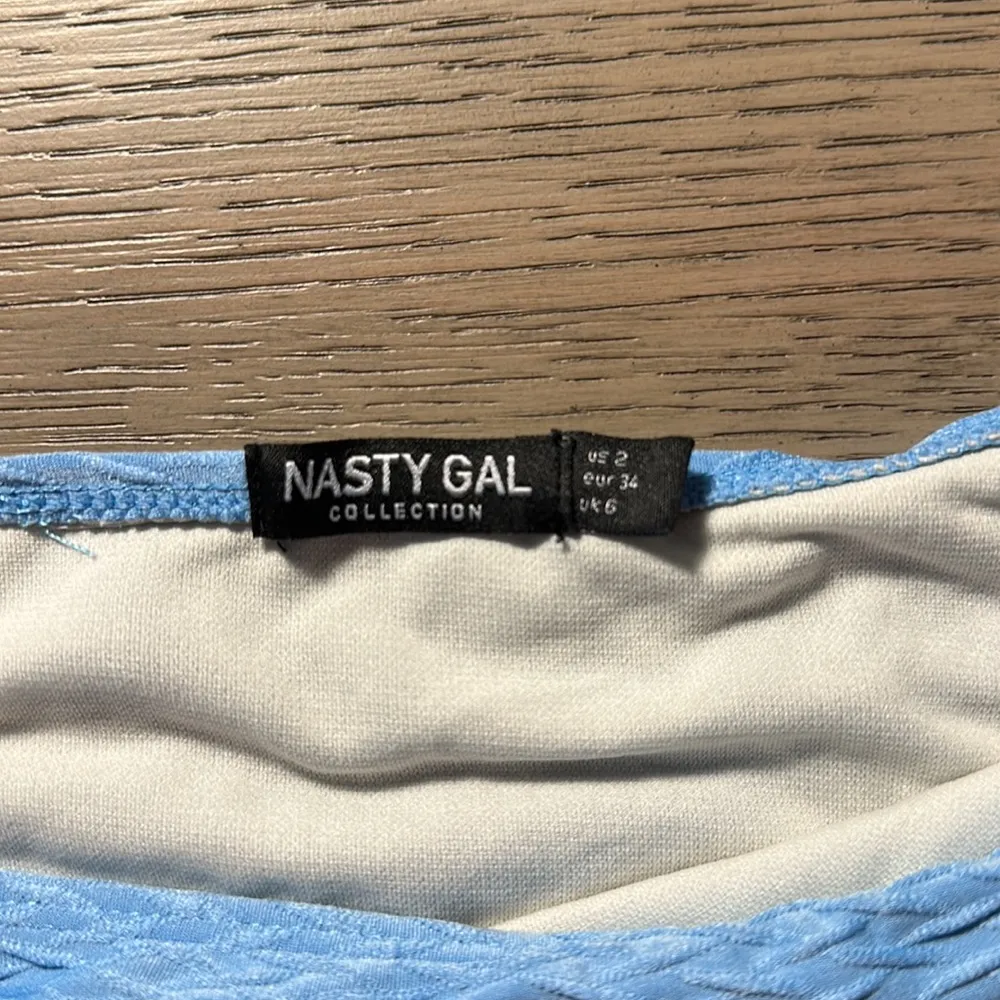 NASTY GAL
COLLECTION
US 2
eur 34
UK 6